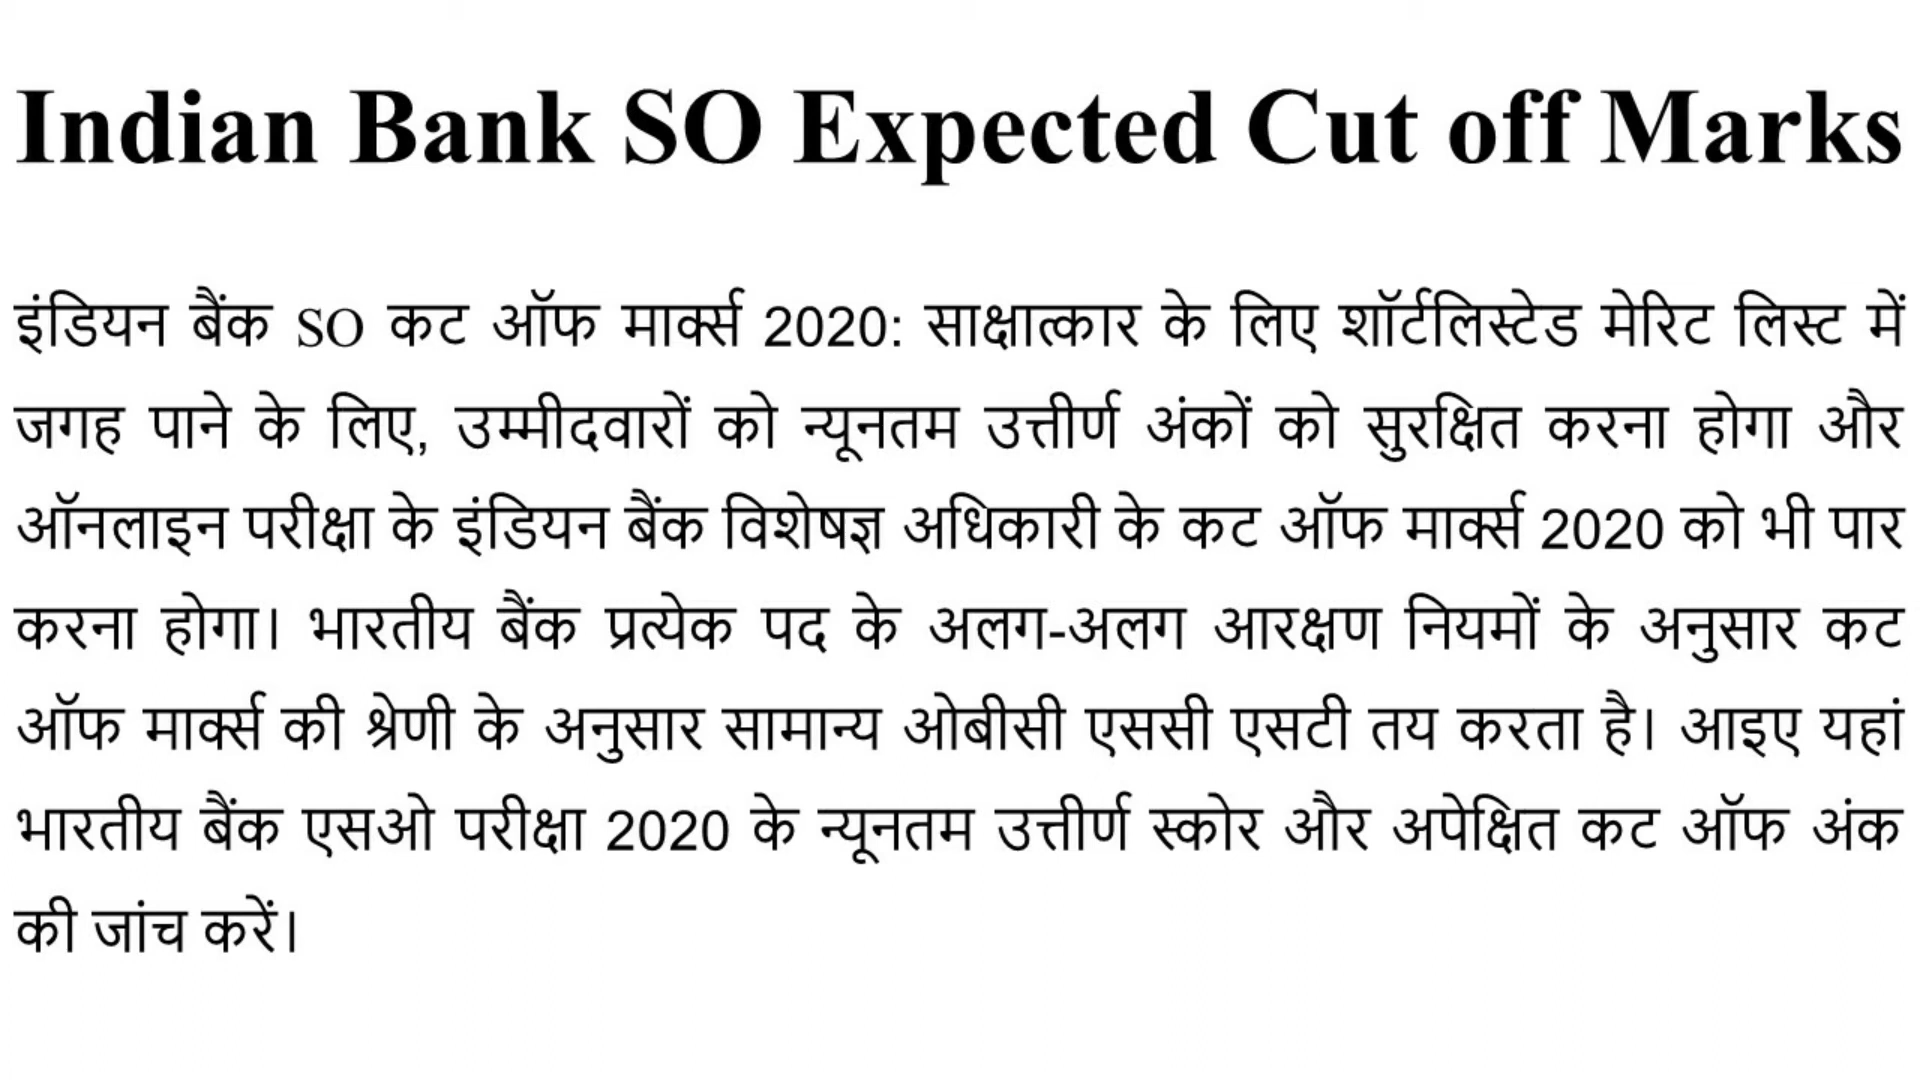 Indian Bank SO Expected Cut off Marks
इंडियन बैंक SO कट ऑफ मार्क्स 2020: साक्षात्कार के लिए शॉर्टलिस्टेड मेरिट लिस्ट में
जगह पाने के लिए, उम्मीदवारों को न्यूनतम उत्तीर्ण अंकों को सुरक्षित करना होगा और
ऑनलाइन परीक्षा के इंडियन बैंक विशेषज्ञ अधिकारी के कट ऑफ मार्क्स 2020 को भी पार
करना होगा। भारतीय बैंक प्रत्येक पद के अलग-अलग आरक्षण नियमों के अनुसार कट
ऑफ मार्क्स की श्रेणी के अनुसार सामान्य ओबीसी एससी एसटी तय करता है। आइए यहां
भारतीय बैंक एसओ परीक्षा 2020 के न्यूनतम उत्तीर्ण स्कोर और अपेक्षित कट ऑफ अंक
की जांच करें।